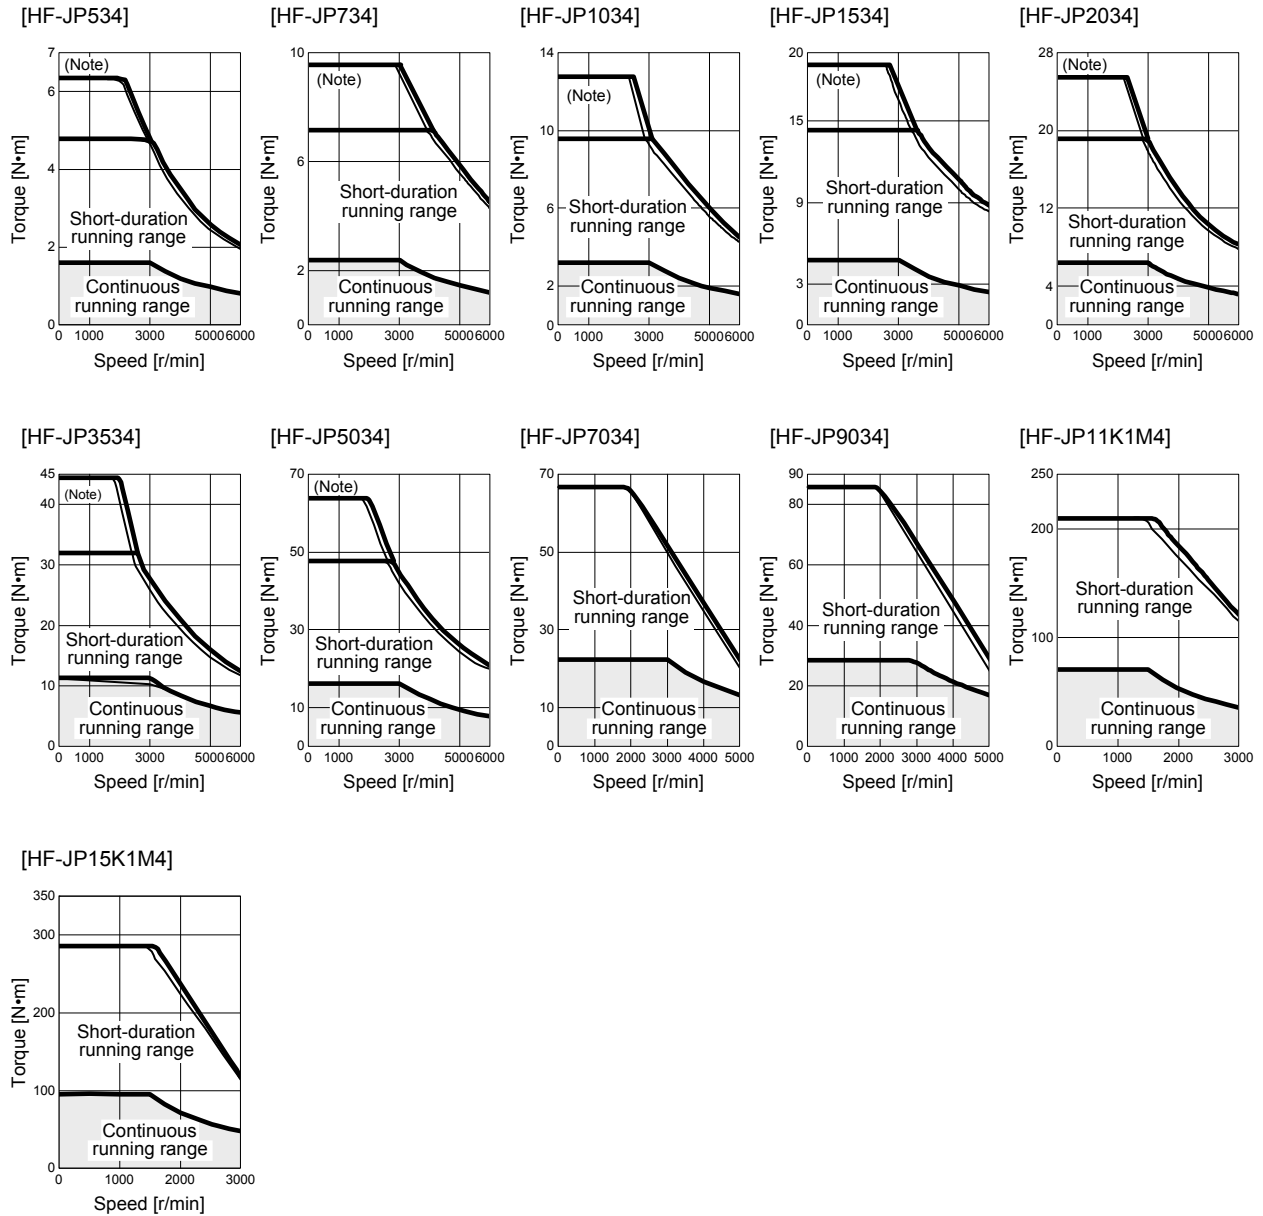 [HF-JP534]
7
6
4
2
0
(Note)
Short-duration
running range
Continuous
running range
0 1000 3000 5000 6000
Torque [N•m]
Speed [r/min]
[HF-JP734]
10
6
2
0
(Note)
Short-duration
running range
Continuous
running range
0 1000 3000 5000 6000
Torque [N•m]
Speed [r/min]
[HF-JP1034]
14
10
6
2
0
(Note)
Short-duration
running range
Continuous
running range
0 1000 3000 5000 6000
Torque [N•m]
Speed [r/min]
[HF-JP1534]
20
15
9
3
0
(Note)
Short-duration
running range
Continuous
running range
0 1000 3000 5000 6000
Torque [N•m]
Speed [r/min]
[HF-JP2034]
28
20
12
4
0
(Note)
Short-duration
running range
Continuous
running range
0 1000 3000 5000 6000
Torque [N•m]
Speed [r/min]
[HF-JP3534]
45
40
30
20
10
0
(Note)
Short-duration
running range
Continuous
running range
0 1000 3000 5000 6000
Torque [N•m]
Speed [r/min]
[HF-JP5034]
70
50
30
10
0
(Note)
Short-duration
running range
Continuous
running range
0 1000 3000 5000 6000
Torque [N•m]
Speed [r/min]
[HF-JP7034]
70
50
30
10
0
Short-duration
running range
Continuous
running range
0 1000 2000 3000 4000 5000
Torque [N•m]
Speed [r/min]
[HF-JP9034]
90
80
60
40
20
0
Short-duration
running range
Continuous
running range
0 1000 2000 3000 4000 5000
Torque [N•m]
Speed [r/min]
[HF-JP11K1M4]
250
200
100
0
Short-duration
running range
Continuous
running range
0 1000 2000 3000
Torque [N•m]
Speed [r/min]
[HF-JP15K1M4]
350
300
200
100
0
Short-duration
running range
Continuous
running range
0 1000 2000 3000
Torque [N•m]
Speed [r/min]